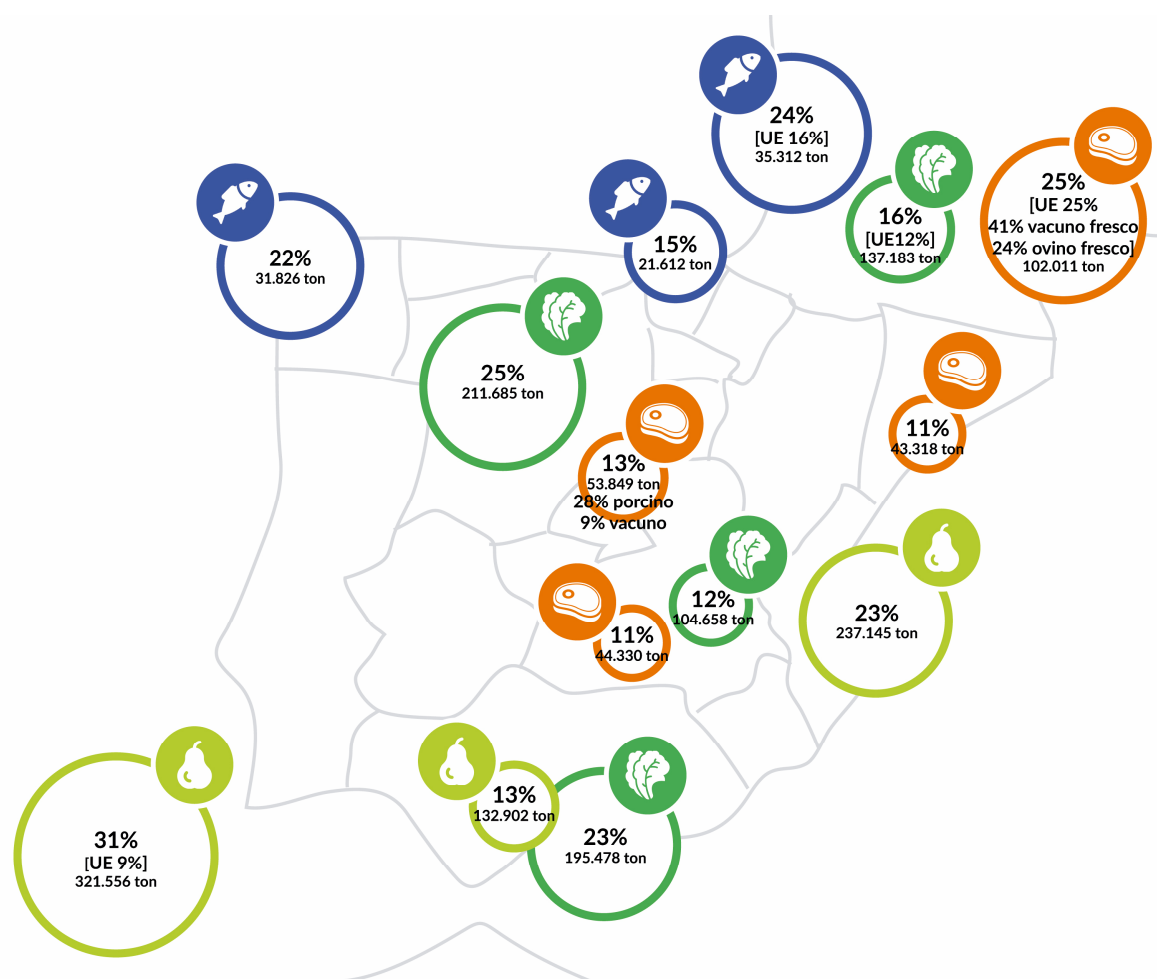 24%
[UE 16%]
35.312 ton
25%
[UE 25%
41% vacuno fresco
24% ovino fresco]
102.011 ton
16%
[UE12%]
137.183 ton
22%
31.826 ton
15%
21.612 ton
25%
211.685 ton
11%
43.318 ton
13%
53.849 ton
28% porcino
9% vacuno
12%
104.658 ton
23%
237.145 ton
11%
44.330 ton
13%
132.902 ton
23%
195.478 ton
31%
[UE 9%]
321.556 ton